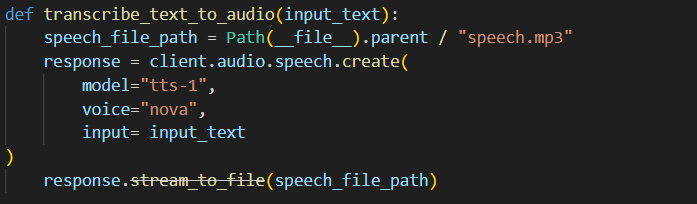 def transcribe_text_to_audio(input_text):
    speech_file_path = Path(__file__).parent / "speech.mp3"
    response = client.audio.speech.create(
        model="tts-1",
        voice="nova",
        input= input_text
)
    response.stream_to_file(speech_file_path)